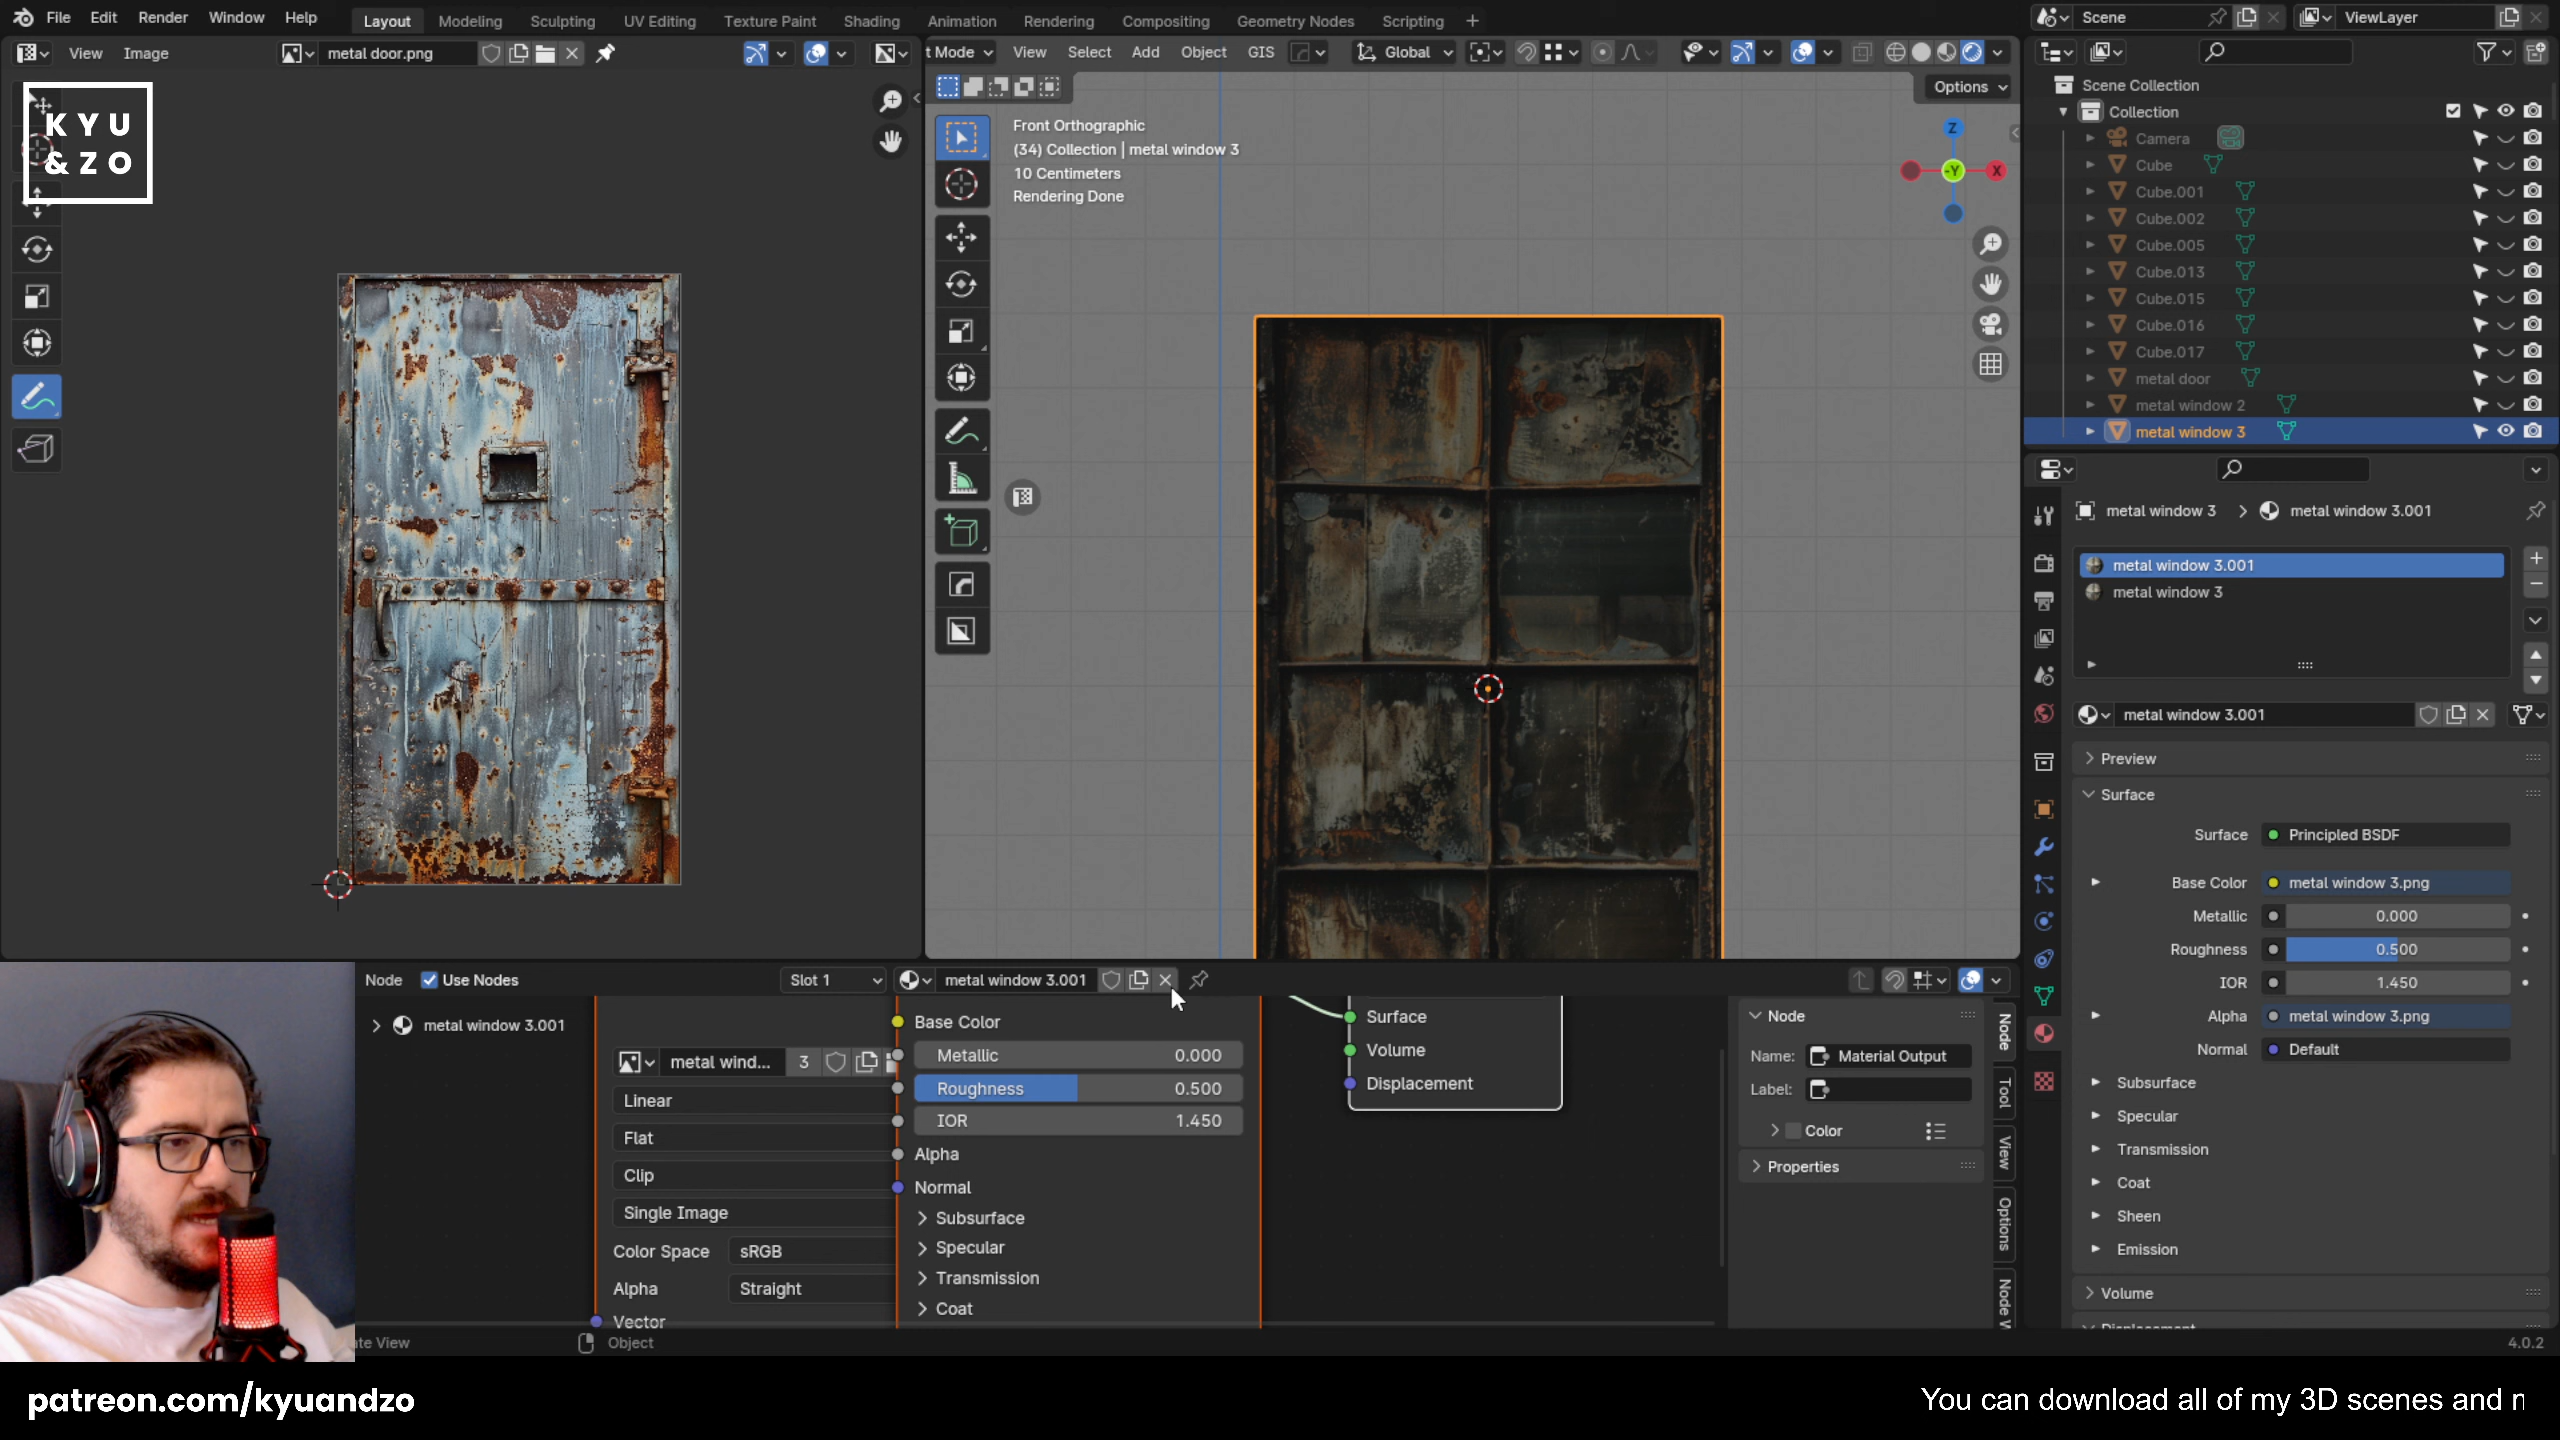 File Edit Render Window Help
Layout Modeling Sculpting UV Editing Texture Paint Shading Animation Rendering Compositing Geometry Nodes Scripting +
Scene
ViewLayer
View Image
metal door.png
t Mode View Select Add Object GIS
Global
Options
KYU
&ZO
Front Orthographic
(34) Collection | metal window 3
10 Centimeters
Rendering Done
Z
-Y
X
Scene Collection
Collection
Camera
Cube
Cube.001
Cube.002
Cube.005
Cube.013
Cube.015
Cube.016
Cube.017
metal door
metal window 2
metal window 3
metal window 3 > metal window 3.001
metal window 3.001
metal window 3
metal window 3.001
Preview
Surface
Surface Principled BSDF
Base Color metal window 3.png
Metallic 0.000
Roughness 0.500
IOR 1.450
Alpha metal window 3.png
Normal Default
Subsurface
Specular
Transmission
Coat
Sheen
Emission
Volume
Node Use Nodes
Slot 1
metal window 3.001
metal window 3.001
metal wind... 3
Linear
Flat
Clip
Single Image
Color Space sRGB
Alpha Straight
Vector
Base Color
Metallic 0.000
Roughness 0.500
IOR 1.450
Alpha
Normal
Subsurface
Specular
Transmission
Coat
Surface
Volume
Displacement
Node
Name: Material Output
Label:
Color
Properties
Node
Tool
View
Options
Node W
te View
Object
4.0.2
patreon.com/kyuandzo
You can download all of my 3D scenes and